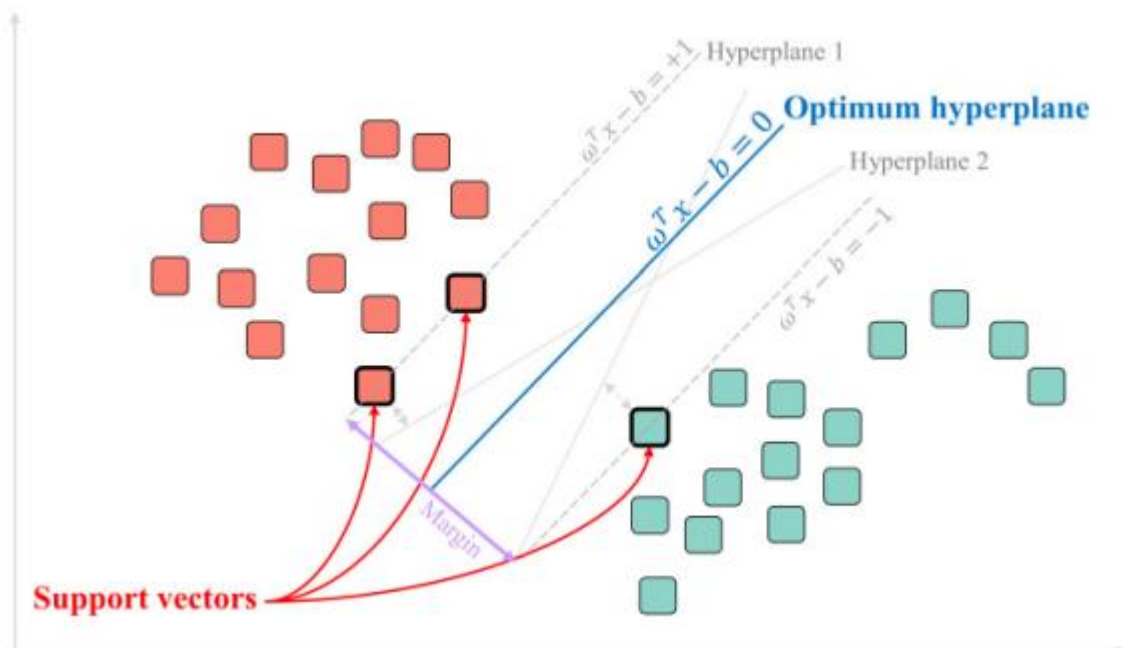 Hyperplane 1
ωᵀx − b = +1
Optimum hyperplane
ωᵀx − b = 0
Hyperplane 2
ωᵀx − b = −1
Margin
Support vectors